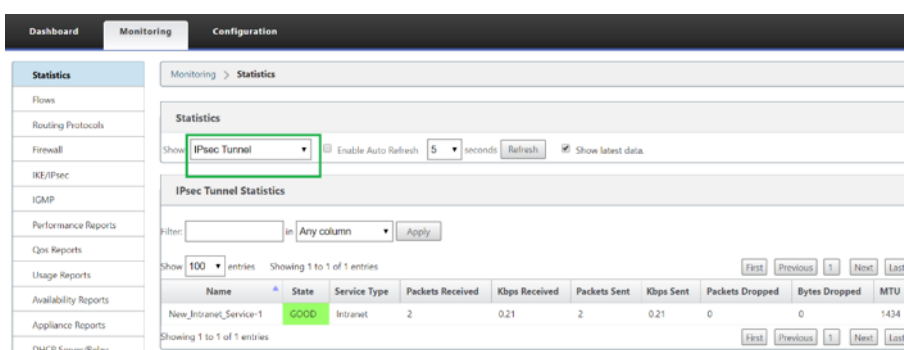 Dashboard Monitoring Configuration
Statistics
Flows
Routing Protocols
Firewall
IKE/IPsec
IGMP
Performance Reports
Qos Reports
Usage Reports
Availability Reports
Appliance Reports
DHCP Server/Relay
Monitoring > Statistics
Statistics
Show IPsec Tunnel Enable Auto Refresh 5 seconds Refresh Show latest data.
IPsec Tunnel Statistics
Filter: in Any column Apply
Show 100 entries Showing 1 to 1 of 1 entries First Previous 1 Next Last
Name State Service Type Packets Received Kbps Received Packets Sent Kbps Sent Packets Dropped Bytes Dropped MTU
New_Intranet_Service-1 GOOD Intranet 2 0.21 2 0.21 0 0 1434
Showing 1 to 1 of 1 entries First Previous 1 Next Last